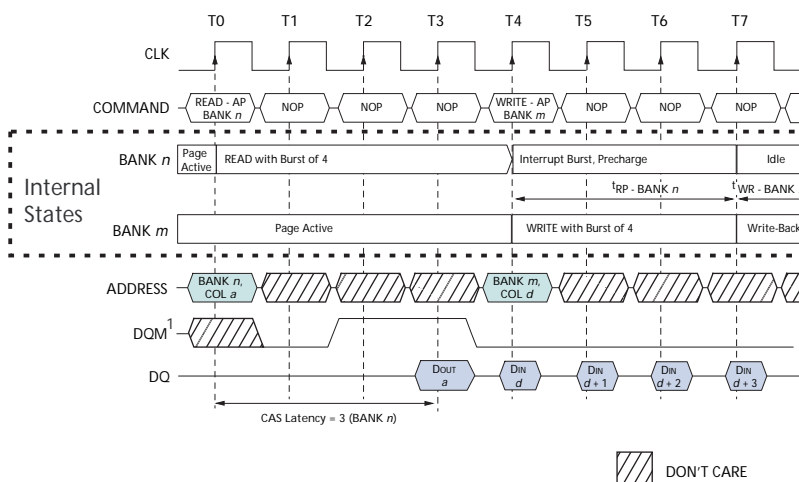 T0 T1 T2 T3 T4 T5 T6 T7
CLK
COMMAND
READ - AP
BANK n
NOP
NOP
NOP
WRITE - AP
BANK m
NOP
NOP
NOP
Internal
States
BANK n
Page
Active
READ with Burst of 4
Interrupt Burst, Precharge
Idle
tRP - BANK n
tWR - BANK
BANK m
Page Active
WRITE with Burst of 4
Write-Back
ADDRESS
BANK n,
COL a
BANK m,
COL d
DQM1
DQ
DOUT
a
DIN
d
DIN
d + 1
DIN
d + 2
DIN
d + 3
CAS Latency = 3 (BANK n)
DON'T CARE